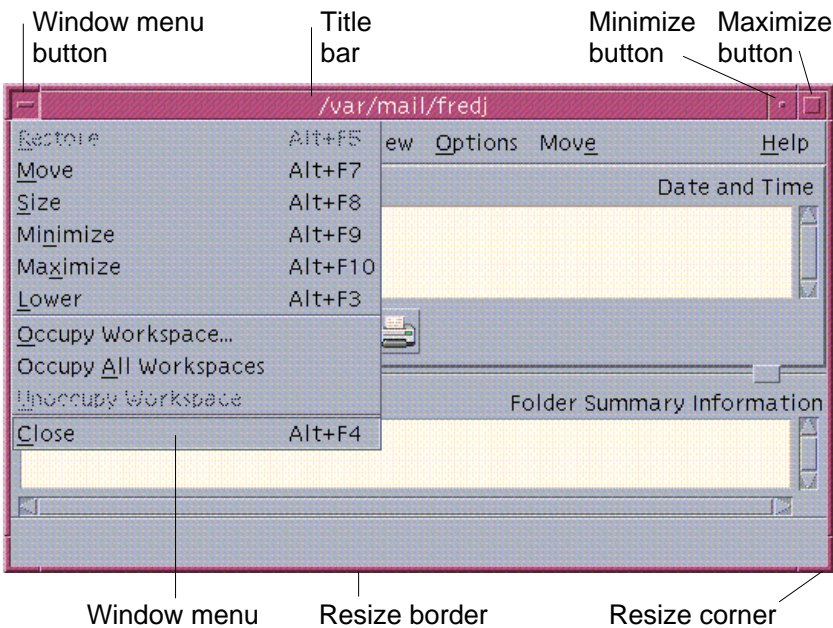 Window menu button
Title bar
Minimize button
Maximize button
/var/mail/fredj
Restore Alt+F5 ew Options Move Help
Move Alt+F7
Size Alt+F8
Minimize Alt+F9
Maximize Alt+F10
Lower Alt+F3
Occupy Workspace...
Occupy All Workspaces
Unoccupy Workspace
Close Alt+F4
Date and Time
Folder Summary Information
Window menu
Resize border
Resize corner